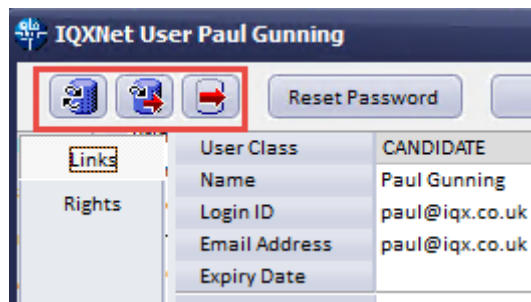 IQXNet User Paul Gunning
Reset Password
Links
Rights
User Class CANDIDATE
Name Paul Gunning
Login ID paul@iqx.co.uk
Email Address paul@iqx.co.uk
Expiry Date